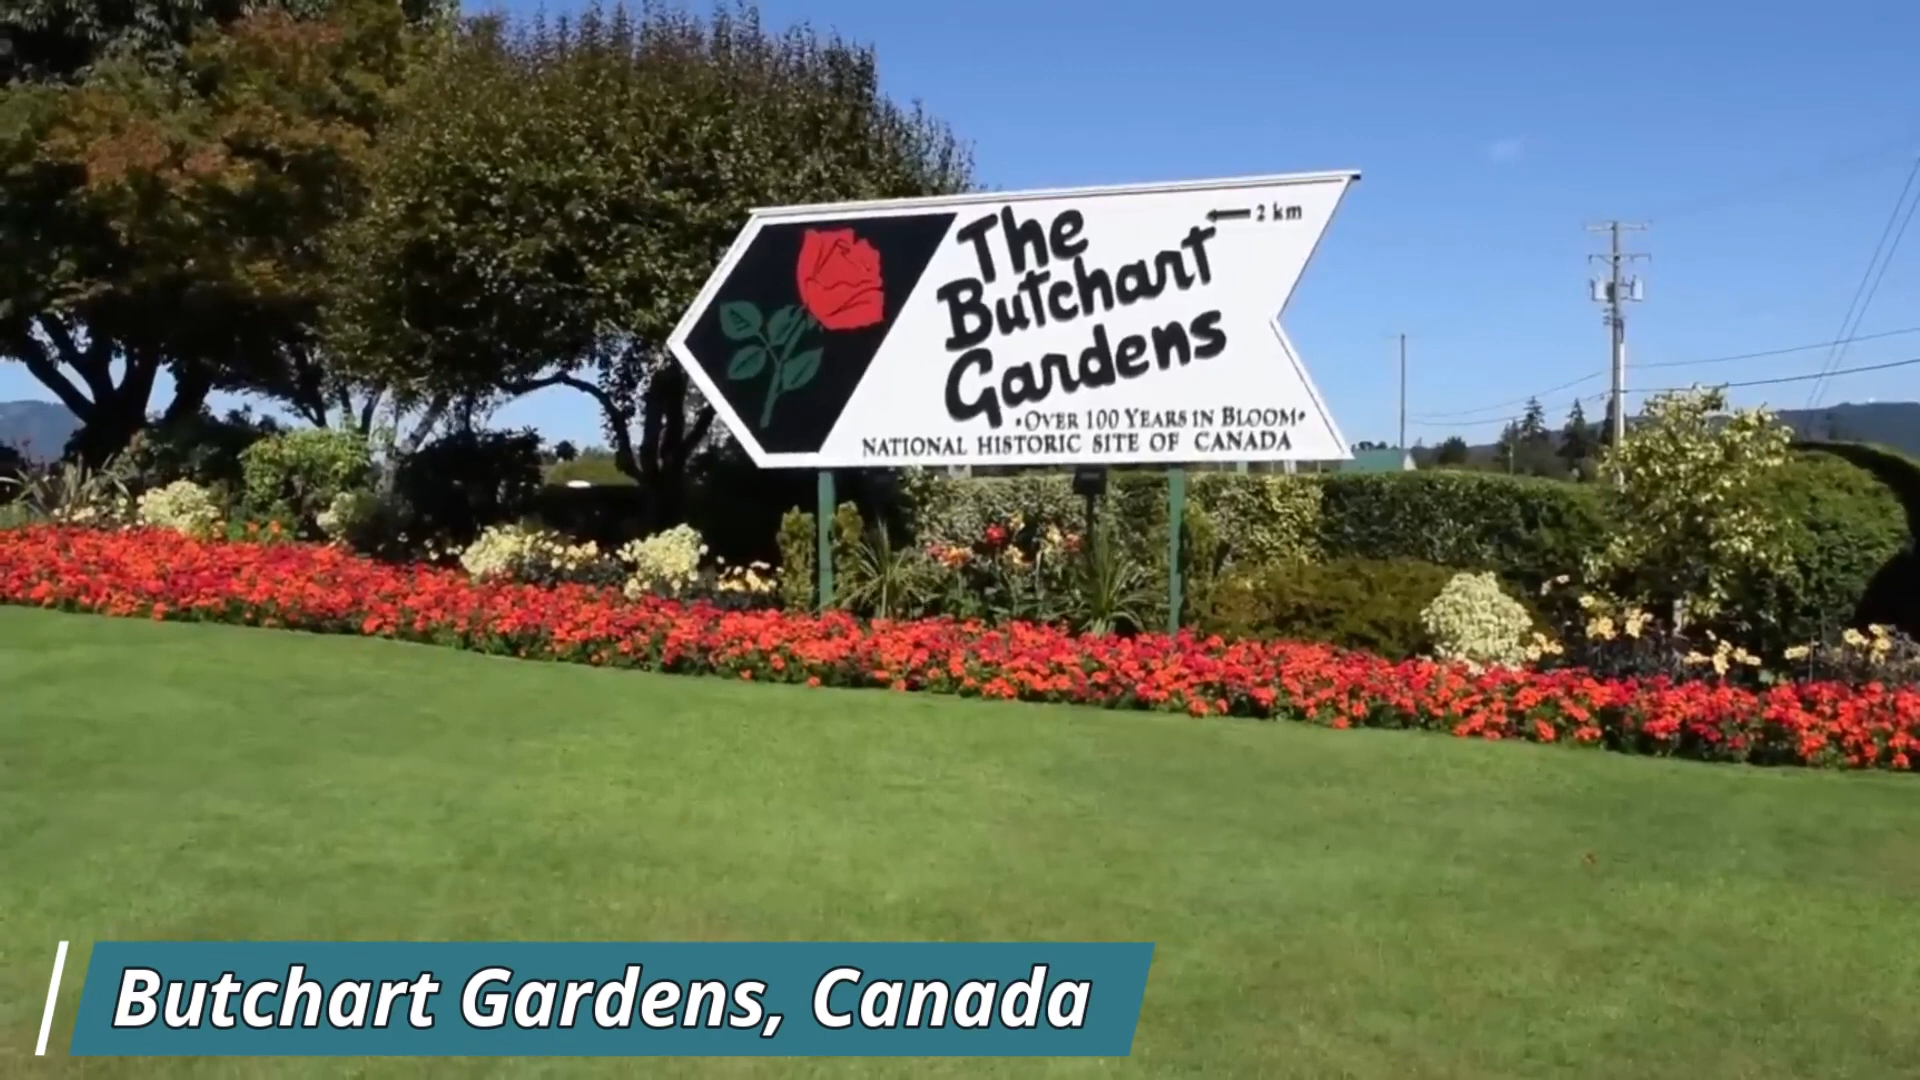 ← 2 km
The
Butchart
Gardens
•OVER 100 YEARS IN BLOOM•
NATIONAL HISTORIC SITE OF CANADA
Butchart Gardens, Canada